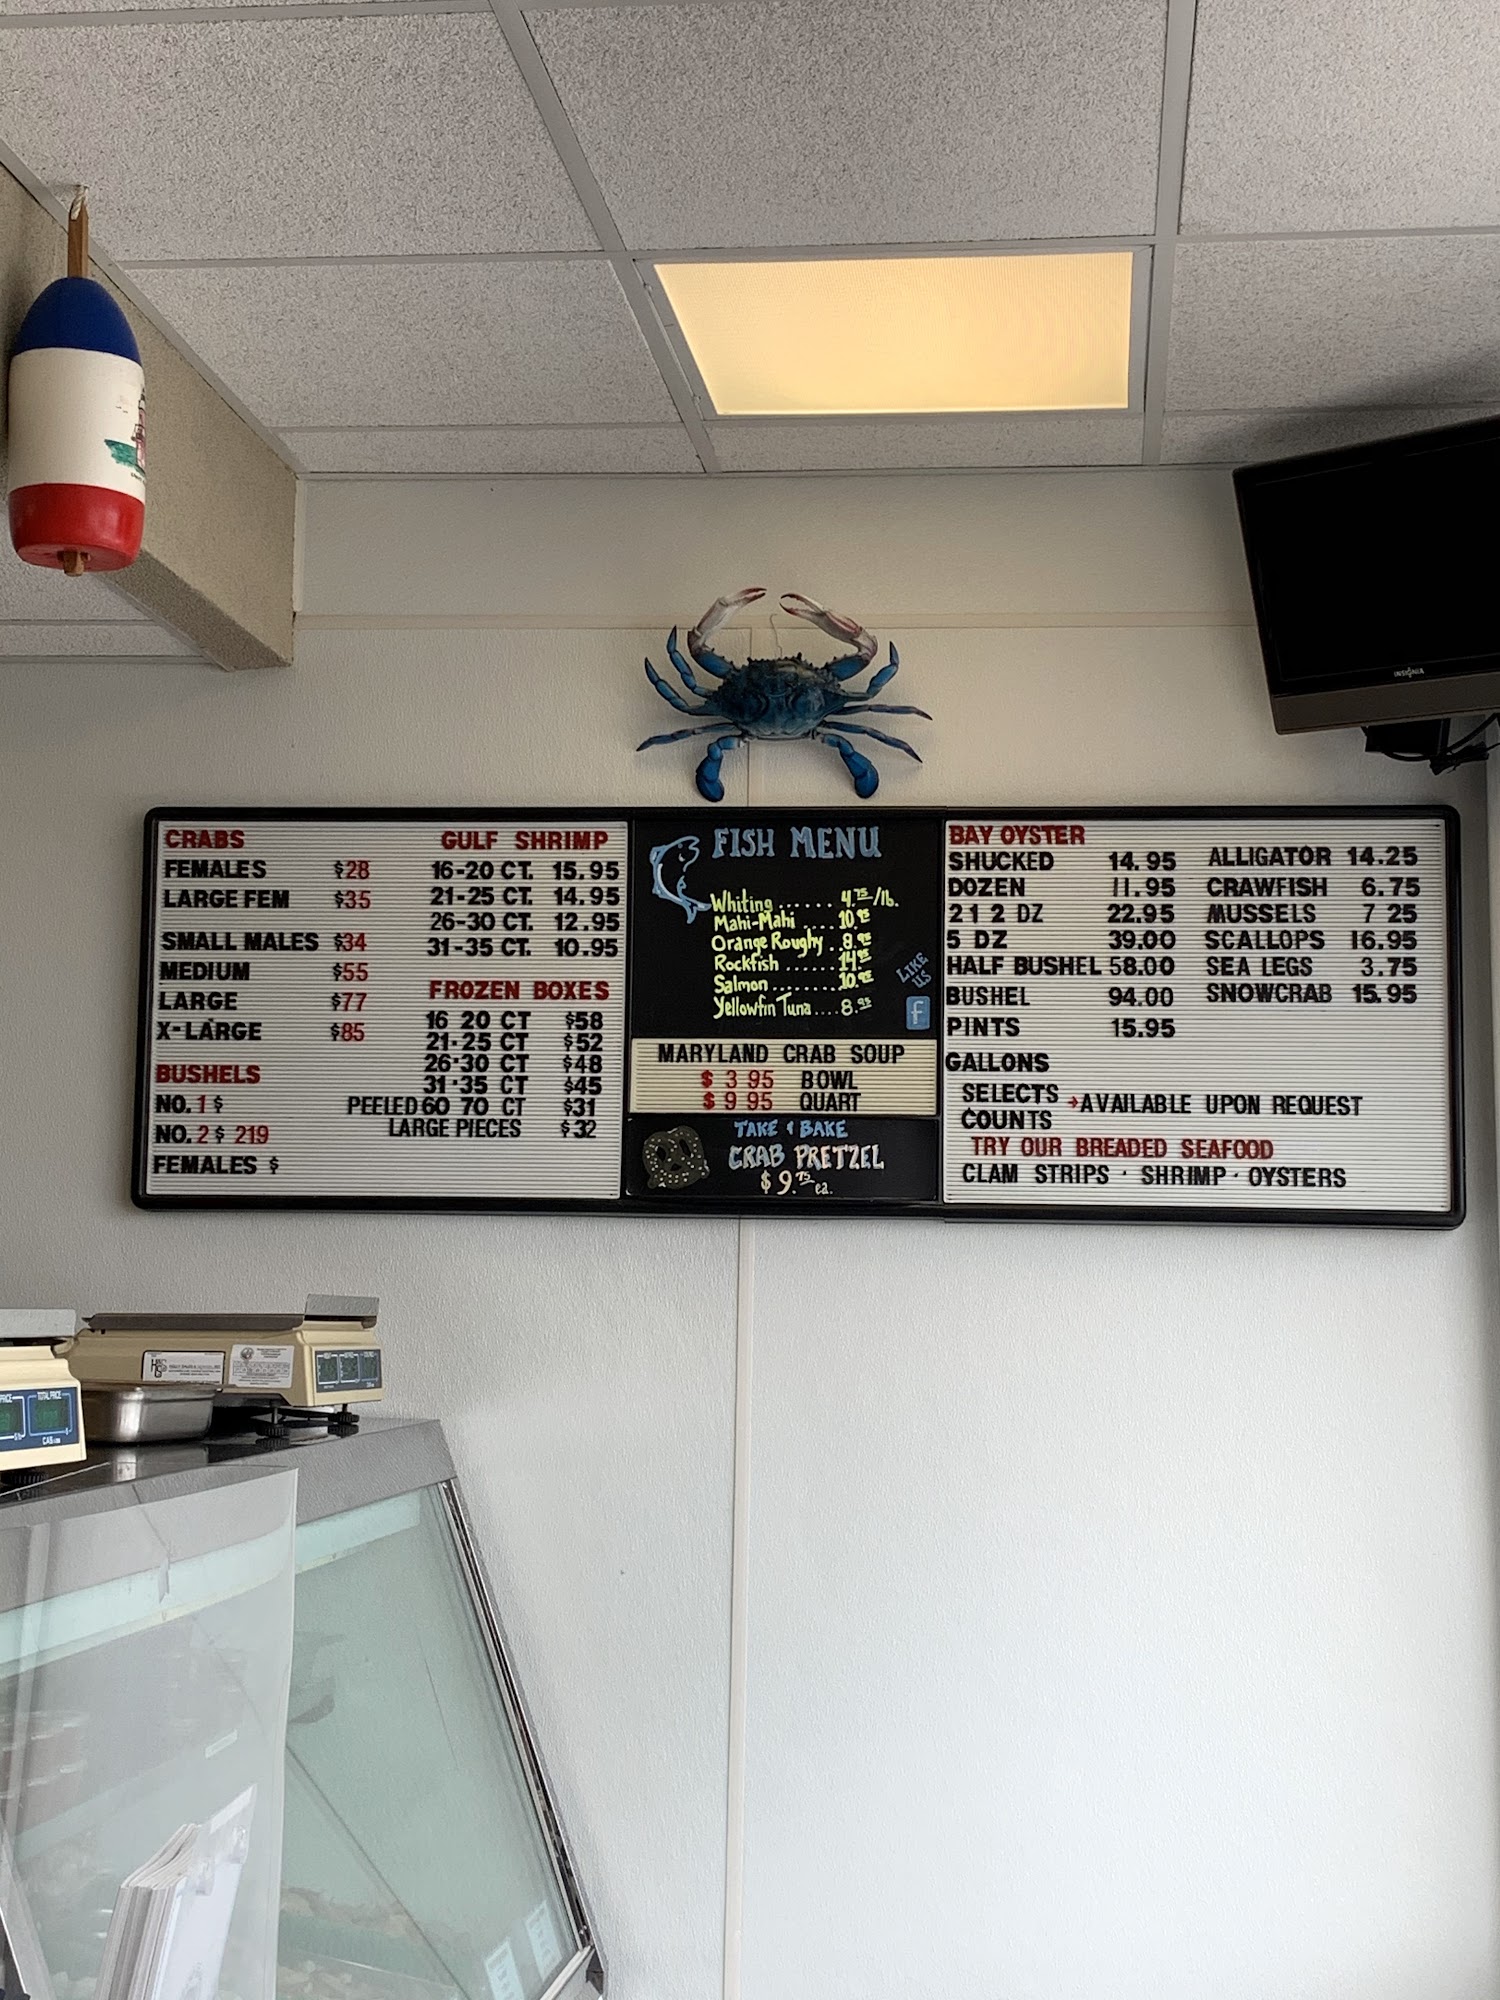 CRABS
FEMALES $28
LARGE FEM $35
SMALL MALES $34
MEDIUM $55
LARGE $77
X-LARGE $85
BUSHELS
NO. 1 $
NO. 2 $ 219
FEMALES $
GULF SHRIMP
16-20 CT. 15.95
21-25 CT. 14.95
26-30 CT. 12.95
31-35 CT. 10.95
FROZEN BOXES
16 20 CT $58
21-25 CT $52
26-30 CT $48
31-35 CT $45
PEELED 60 70 CT $31
LARGE PIECES $32
FISH MENU
Whiting ...... 4.75/lb.
Mahi-Mahi .... 10.95
Orange Roughy .. 8.95
Rockfish ...... 14.95
Salmon ........ 10.95
Yellowfin Tuna .... 8.95
LIKE US
f
MARYLAND CRAB SOUP
$ 3 95 BOWL
$ 9 95 QUART
TAKE & BAKE
CRAB PRETZEL
$9.75 ea.
BAY OYSTER
SHUCKED 14.95
DOZEN 11.95
2 1 2 DZ 22.95
5 DZ 39.00
HALF BUSHEL 58.00
BUSHEL 94.00
PINTS 15.95
GALLONS
SELECTS
COUNTS
→AVAILABLE UPON REQUEST
TRY OUR BREADED SEAFOOD
CLAM STRIPS · SHRIMP · OYSTERS
ALLIGATOR 14.25
CRAWFISH 6.75
MUSSELS 7 25
SCALLOPS 16.95
SEA LEGS 3.75
SNOWCRAB 15.95
INSIGNIA
TOTAL PRICE
CAS